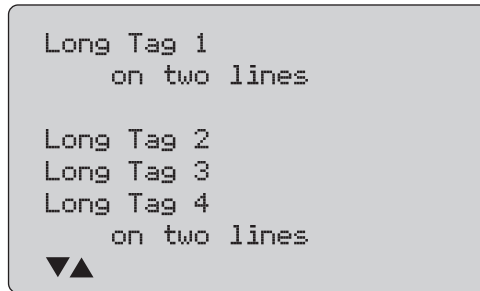 Long Tag 1
on two lines
Long Tag 2
Long Tag 3
Long Tag 4
on two lines
▼▲